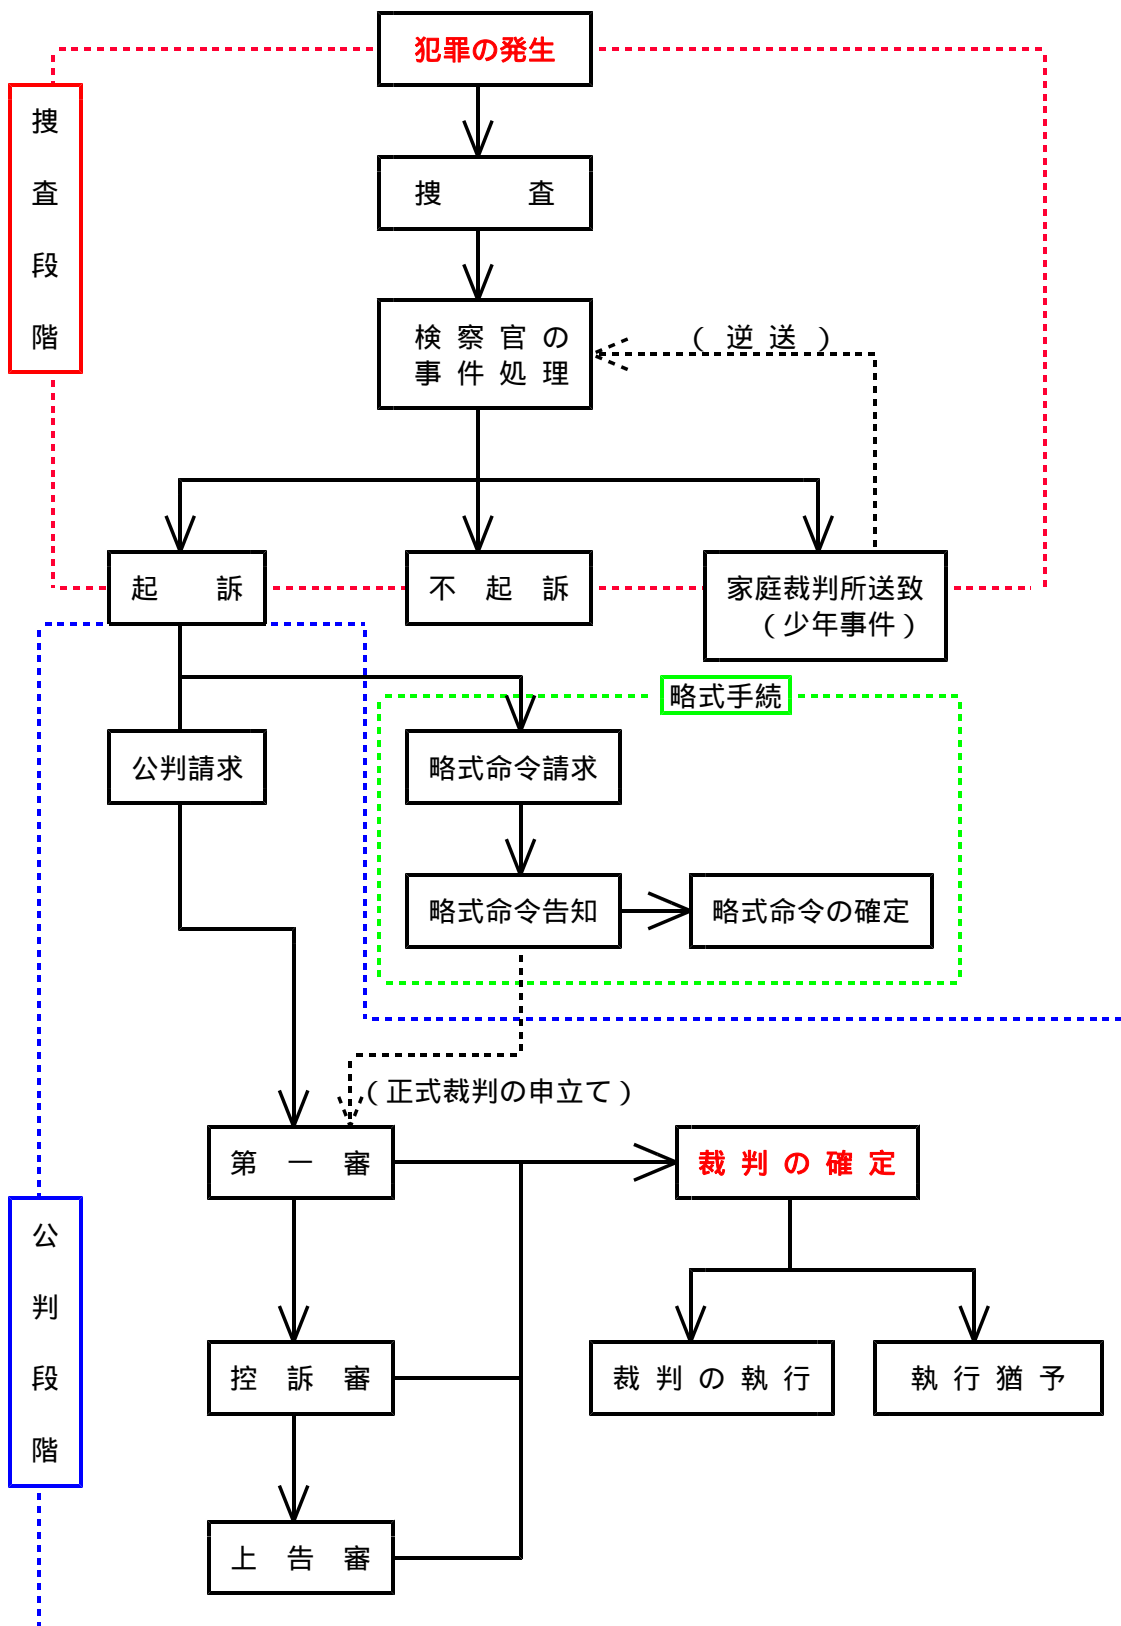 犯罪の発生
捜査段階
捜　　　査
検 察 官 の
事 件 処 理
（ 逆 送 ）
起　　訴
不　起　訴
家庭裁判所送致
（少年事件）
略式手続
公判請求
略式命令請求
略式命令告知
略式命令の確定
（正式裁判の申立て）
第　一　審
裁 判 の 確 定
公判段階
控　訴　審
裁 判 の 執 行
執 行 猶 予
上　告　審